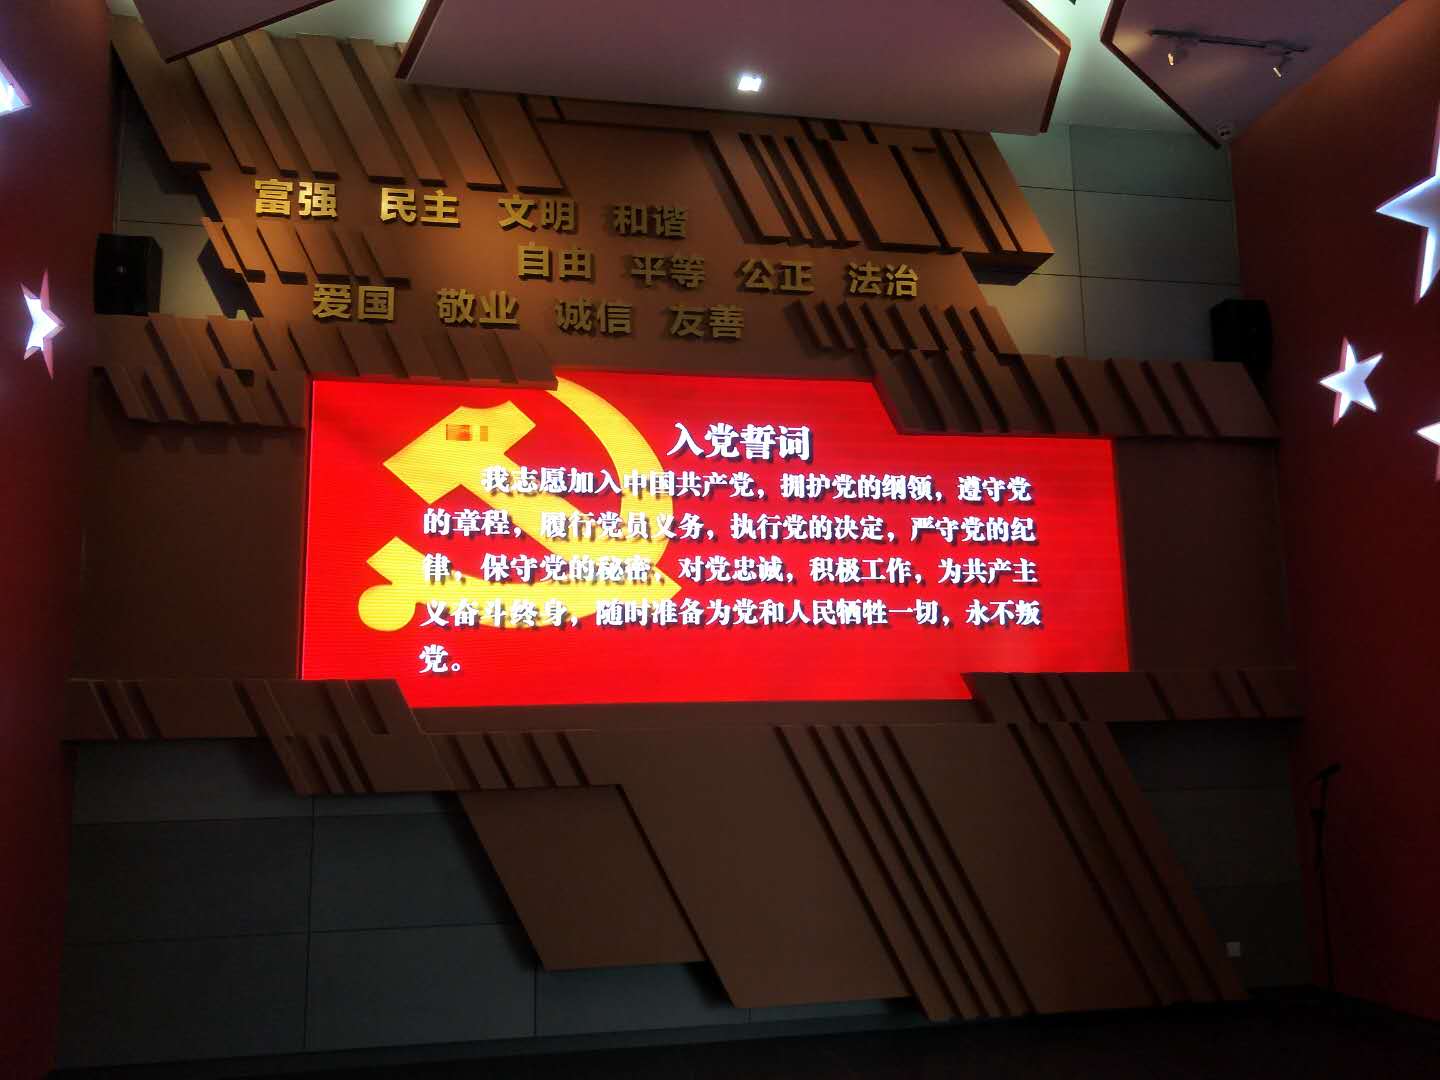 富强 民主 文明 和谐
自由 平等 公正 法治
爱国 敬业 诚信 友善
入党誓词
我志愿加入中国共产党，拥护党的纲领，遵守党
的章程，履行党员义务，执行党的决定，严守党的纪
律，保守党的秘密，对党忠诚，积极工作，为共产主
义奋斗终身，随时准备为党和人民牺牲一切，永不叛
党。